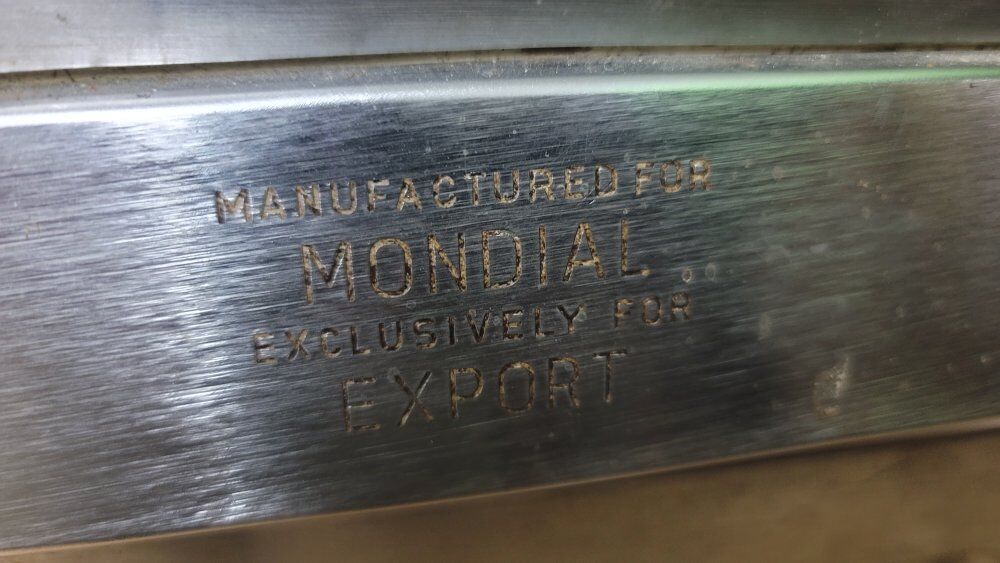 MANUFACTURED FOR
MONDIAL
EXCLUSIVELY FOR
EXPORT